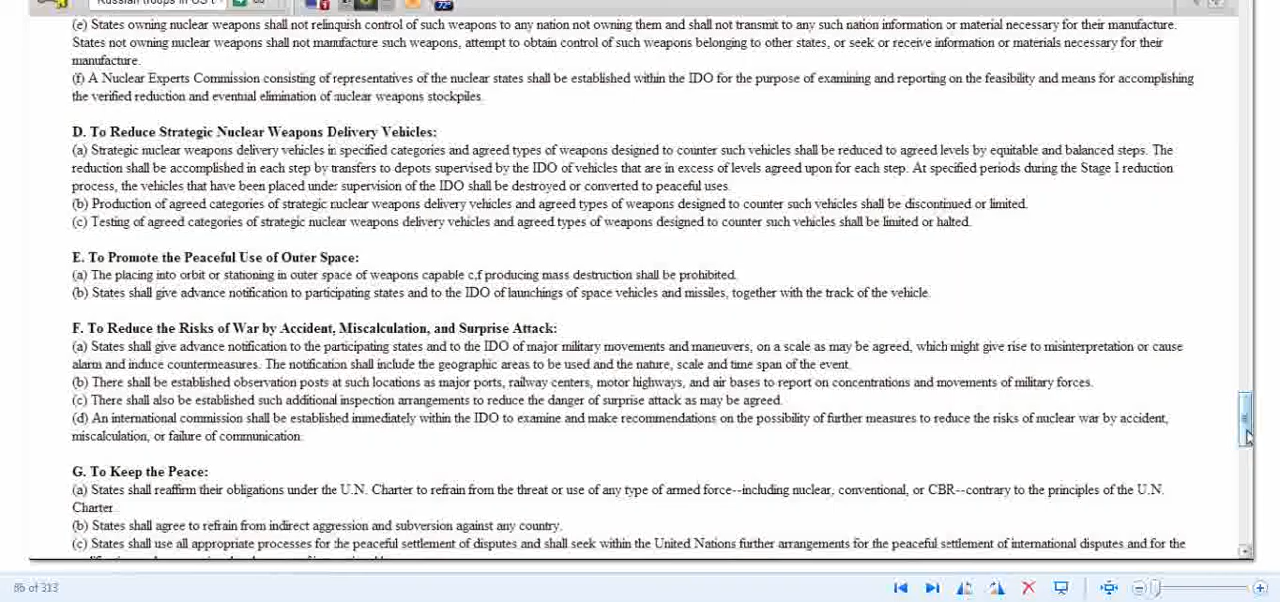 Russian troops in US t
72°
(e) States owning nuclear weapons shall not relinquish control of such weapons to any nation not owning them and shall not transmit to any such nation information or material necessary for their manufacture.
States not owning nuclear weapons shall not manufacture such weapons, attempt to obtain control of such weapons belonging to other states, or seek or receive information or materials necessary for their
manufacture.
(f) A Nuclear Experts Commission consisting of representatives of the nuclear states shall be established within the IDO for the purpose of examining and reporting on the feasibility and means for accomplishing
the verified reduction and eventual elimination of nuclear weapons stockpiles.
D. To Reduce Strategic Nuclear Weapons Delivery Vehicles:
(a) Strategic nuclear weapons delivery vehicles in specified categories and agreed types of weapons designed to counter such vehicles shall be reduced to agreed levels by equitable and balanced steps. The
reduction shall be accomplished in each step by transfers to depots supervised by the IDO of vehicles that are in excess of levels agreed upon for each step. At specified periods during the Stage I reduction
process, the vehicles that have been placed under supervision of the IDO shall be destroyed or converted to peaceful uses.
(b) Production of agreed categories of strategic nuclear weapons delivery vehicles and agreed types of weapons designed to counter such vehicles shall be discontinued or limited.
(c) Testing of agreed categories of strategic nuclear weapons delivery vehicles and agreed types of weapons designed to counter such vehicles shall be limited or halted.
E. To Promote the Peaceful Use of Outer Space:
(a) The placing into orbit or stationing in outer space of weapons capable c,f producing mass destruction shall be prohibited.
(b) States shall give advance notification to participating states and to the IDO of launchings of space vehicles and missiles, together with the track of the vehicle.
F. To Reduce the Risks of War by Accident, Miscalculation, and Surprise Attack:
(a) States shall give advance notification to the participating states and to the IDO of major military movements and maneuvers, on a scale as may be agreed, which might give rise to misinterpretation or cause
alarm and induce countermeasures. The notification shall include the geographic areas to be used and the nature, scale and time span of the event.
(b) There shall be established observation posts at such locations as major ports, railway centers, motor highways, and air bases to report on concentrations and movements of military forces.
(c) There shall also be established such additional inspection arrangements to reduce the danger of surprise attack as may be agreed.
(d) An international commission shall be established immediately within the IDO to examine and make recommendations on the possibility of further measures to reduce the risks of nuclear war by accident,
miscalculation, or failure of communication.
G. To Keep the Peace:
(a) States shall reaffirm their obligations under the U.N. Charter to refrain from the threat or use of any type of armed force--including nuclear, conventional, or CBR--contrary to the principles of the U.N.
Charter.
(b) States shall agree to refrain from indirect aggression and subversion against any country.
(c) States shall use all appropriate processes for the peaceful settlement of disputes and shall seek within the United Nations further arrangements for the peaceful settlement of international disputes and for the
of 313